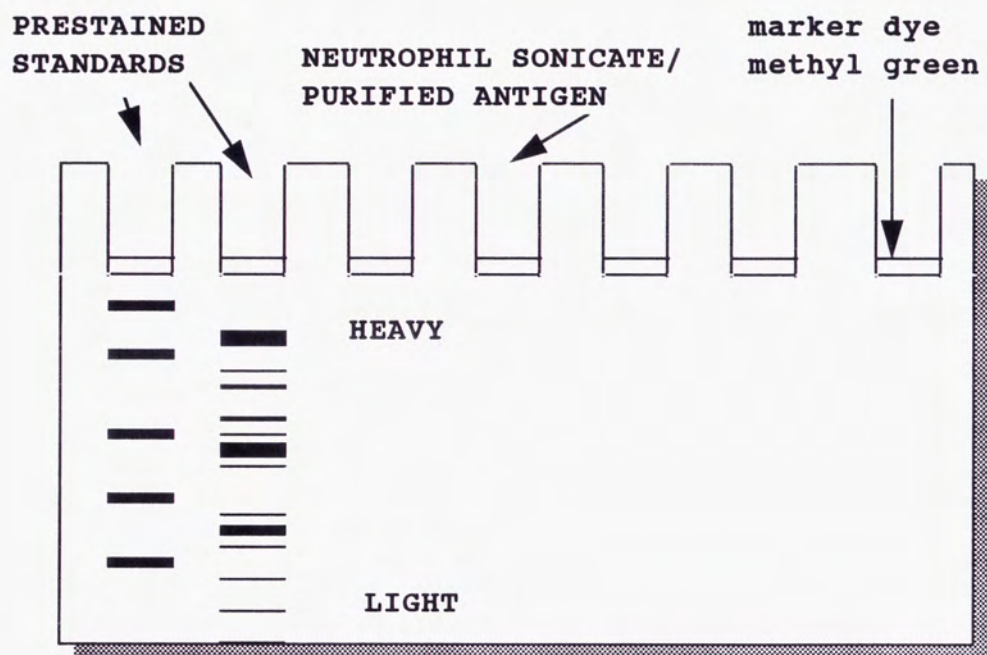 PRESTAINED
STANDARDS
NEUTROPHIL SONICATE/
PURIFIED ANTIGEN
marker dye
methyl green
HEAVY
LIGHT